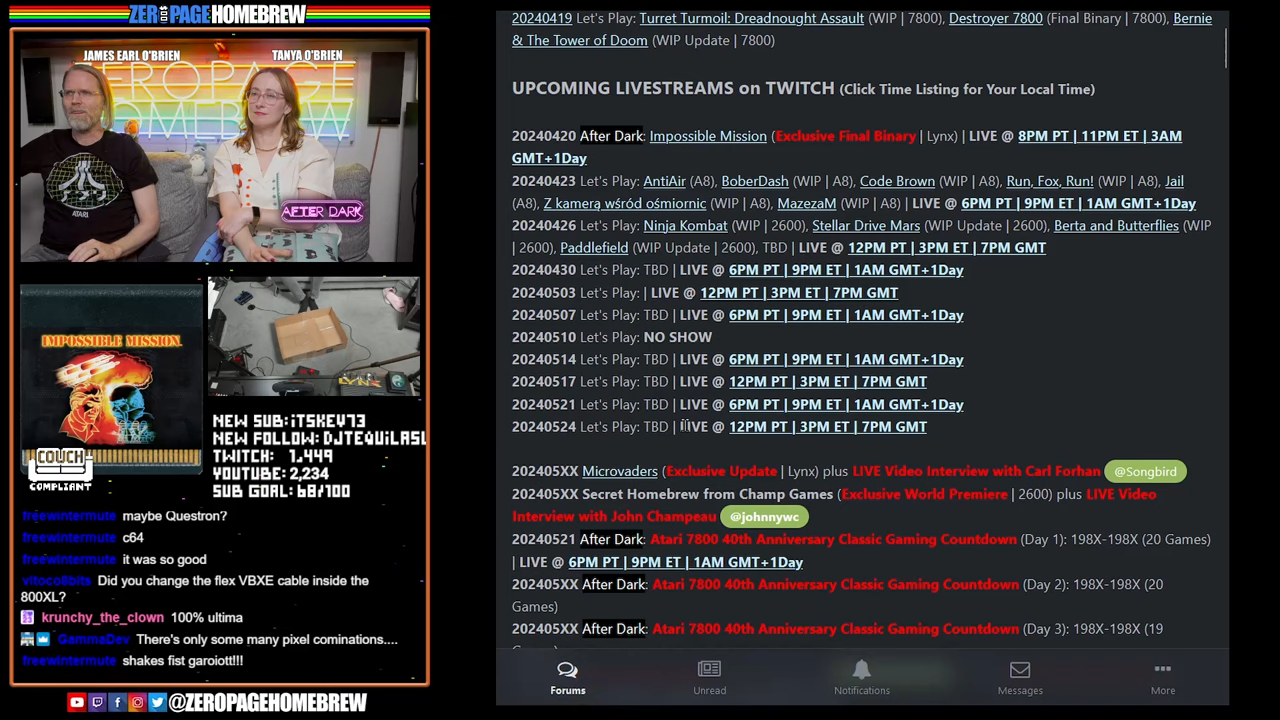 ZEROPAGEHOMEBREW
JAMES EARL O'BRIEN
TANYA O'BRIEN
ZEROPAGE
HOMEBREW
ATARI
AFTER DARK
IMPOSSIBLE MISSION
COUCH
COMPLIANT
LYNX
NEW SUB: ITSKEV73
NEW FOLLOW: DJTEQUILASU
TWITCH: 1,449
YOUTUBE: 2,234
SUB GOAL: 68/100
freewintermute maybe Questron?
freewintermute c64
freewintermute it was so good
vitoco8bits Did you change the flex VBXE cable inside the
800XL?
krunchy_the_clown 100% ultima
GammaDev There's only some many pixel cominations....
freewintermute shakes fist gariott!!!
@ZEROPAGEHOMEBREW
20240419 Let's Play: Turret Turmoil: Dreadnought Assault (WIP | 7800), Destroyer 7800 (Final Binary | 7800), Bernie
& The Tower of Doom (WIP Update | 7800)
UPCOMING LIVESTREAMS on TWITCH (Click Time Listing for Your Local Time)
20240420 After Dark: Impossible Mission (Exclusive Final Binary | Lynx) | LIVE @ 8PM PT | 11PM ET | 3AM
GMT+1Day
20240423 Let's Play: AntiAir (A8), BoberDash (WIP | A8), Code Brown (WIP | A8), Run, Fox, Run! (WIP | A8), Jail
(A8), Z kamerą wśród ośmiornic (WIP | A8), MazezaM (WIP | A8) | LIVE @ 6PM PT | 9PM ET | 1AM GMT+1Day
20240426 Let's Play: Ninja Kombat (WIP | 2600), Stellar Drive Mars (WIP Update | 2600), Berta and Butterflies (WIP
| 2600), Paddlefield (WIP Update | 2600), TBD | LIVE @ 12PM PT | 3PM ET | 7PM GMT
20240430 Let's Play: TBD | LIVE @ 6PM PT | 9PM ET | 1AM GMT+1Day
20240503 Let's Play: | LIVE @ 12PM PT | 3PM ET | 7PM GMT
20240507 Let's Play: TBD | LIVE @ 6PM PT | 9PM ET | 1AM GMT+1Day
20240510 Let's Play: NO SHOW
20240514 Let's Play: TBD | LIVE @ 6PM PT | 9PM ET | 1AM GMT+1Day
20240517 Let's Play: TBD | LIVE @ 12PM PT | 3PM ET | 7PM GMT
20240521 Let's Play: TBD | LIVE @ 6PM PT | 9PM ET | 1AM GMT+1Day
20240524 Let's Play: TBD | LIVE @ 12PM PT | 3PM ET | 7PM GMT
202405XX Microvaders (Exclusive Update | Lynx) plus LIVE Video Interview with Carl Forhan @Songbird
202405XX Secret Homebrew from Champ Games (Exclusive World Premiere | 2600) plus LIVE Video
Interview with John Champeau @johnnywc
20240521 After Dark: Atari 7800 40th Anniversary Classic Gaming Countdown (Day 1): 198X-198X (20 Games)
| LIVE @ 6PM PT | 9PM ET | 1AM GMT+1Day
202405XX After Dark: Atari 7800 40th Anniversary Classic Gaming Countdown (Day 2): 198X-198X (20
Games)
202405XX After Dark: Atari 7800 40th Anniversary Classic Gaming Countdown (Day 3): 198X-198X (19
Forums
Unread
Notifications
Messages
More